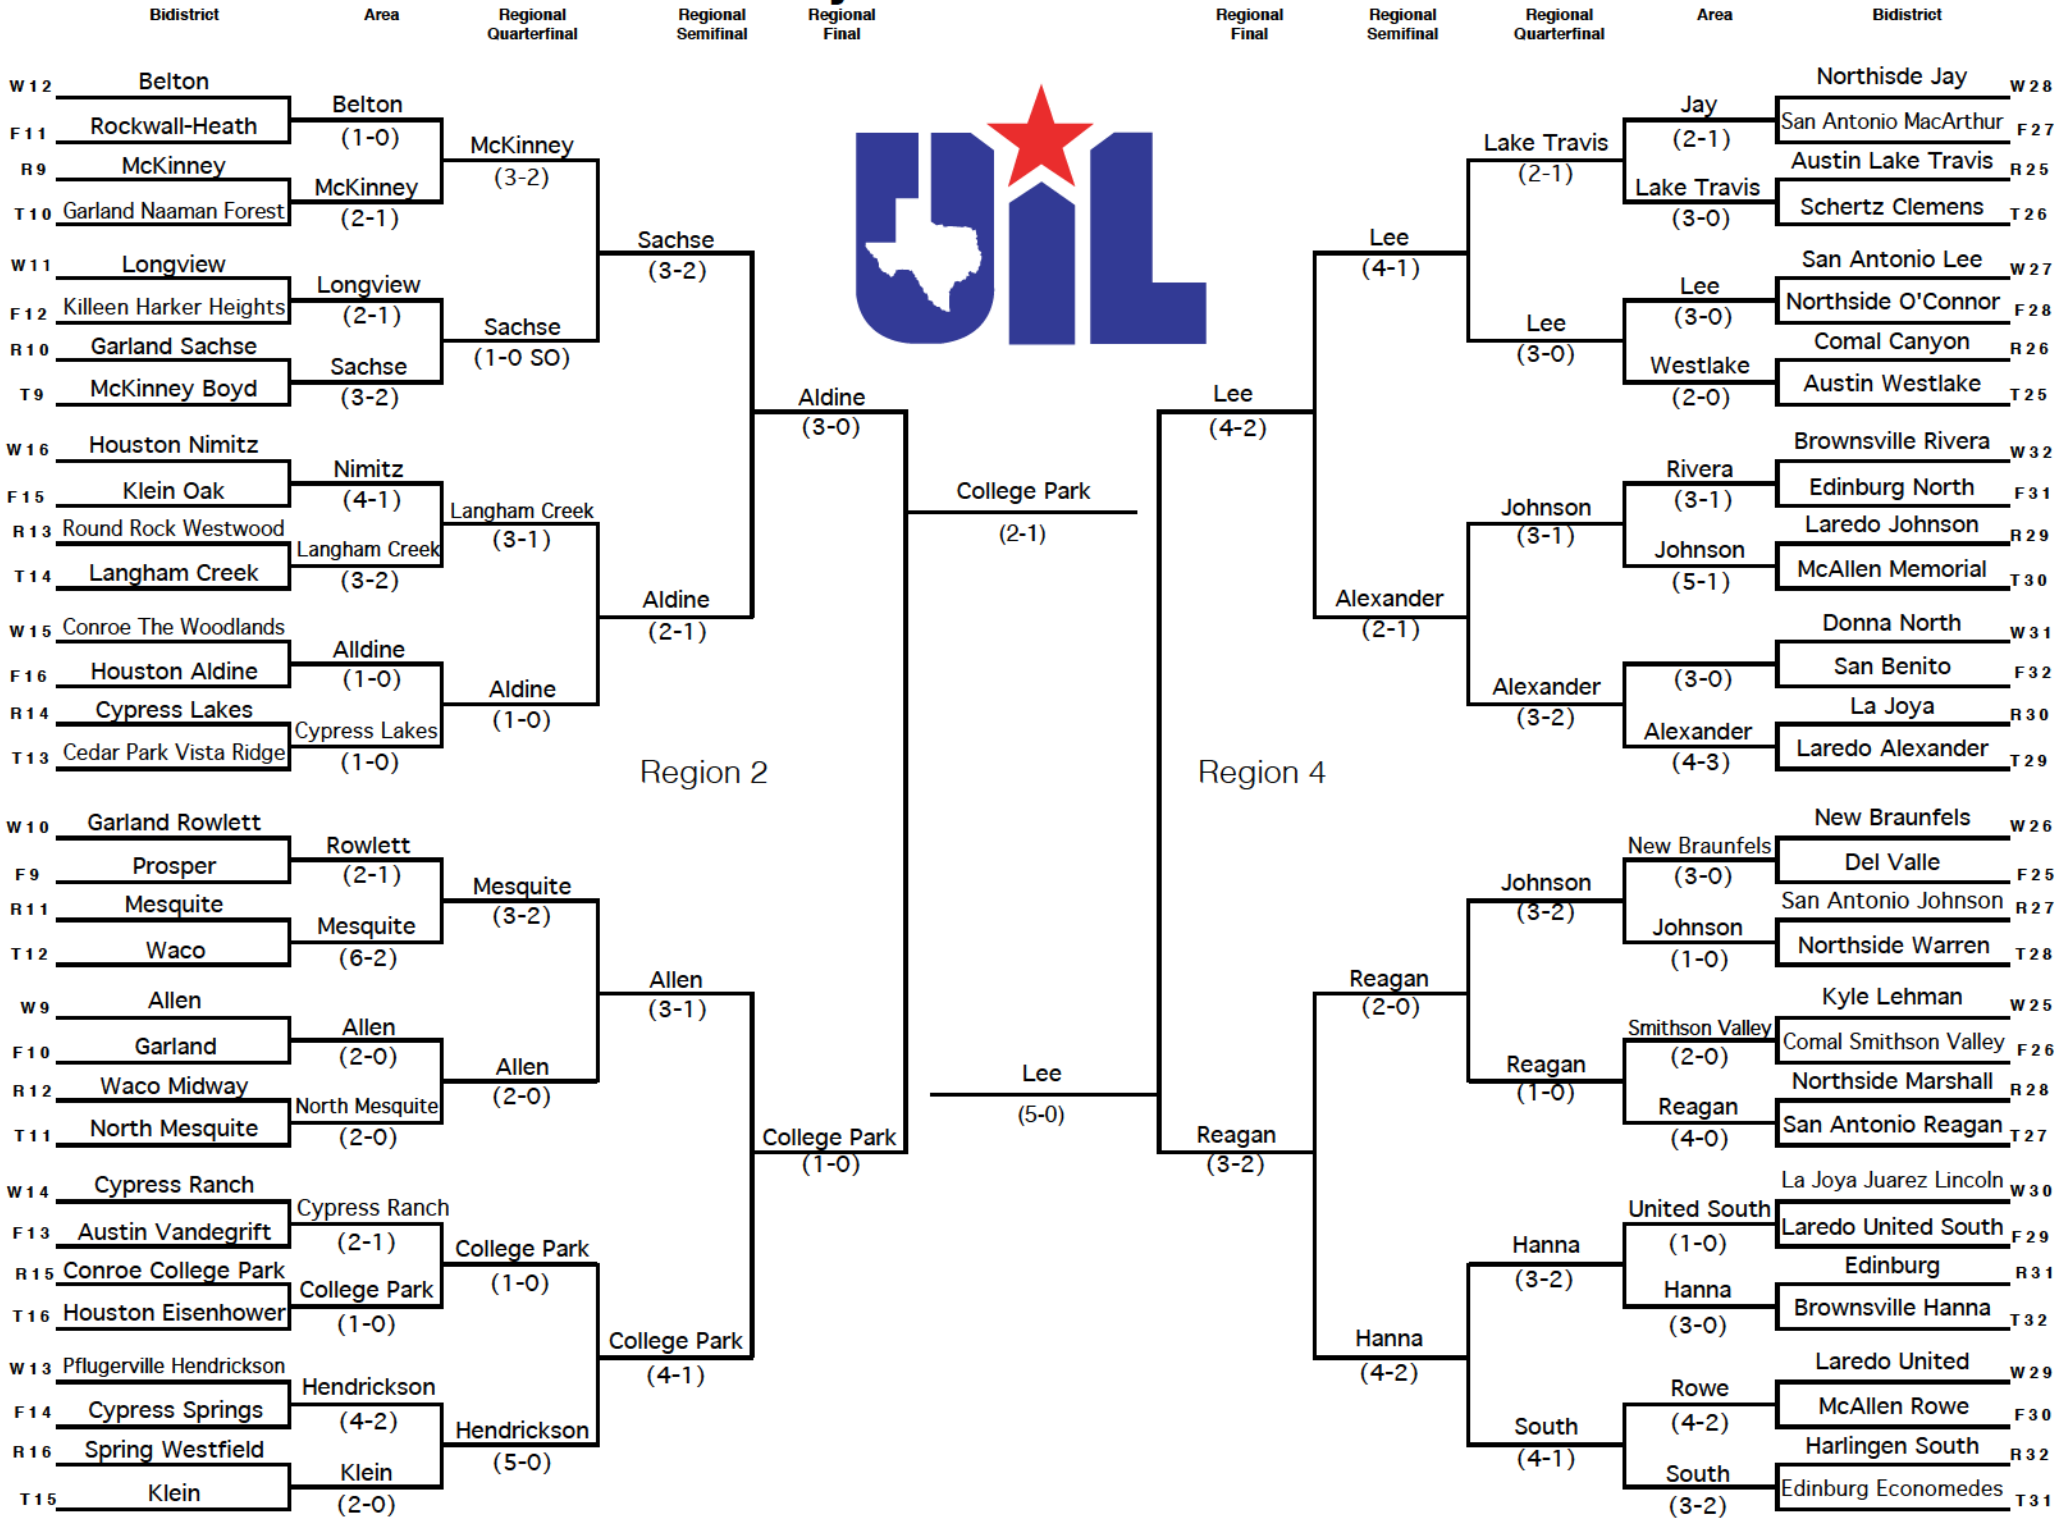 Bidistrict
Area
Regional
Quarterfinal
Regional
Semifinal
Regional
Final
Regional
Final
Regional
Semifinal
Regional
Quarterfinal
Area
Bidistrict
W12 Belton
F11 Rockwall-Heath
R9 McKinney
T10 Garland Naaman Forest
W11 Longview
F12 Killeen Harker Heights
R10 Garland Sachse
T9 McKinney Boyd
W16 Houston Nimitz
F15 Klein Oak
R13 Round Rock Westwood
T14 Langham Creek
W15 Conroe The Woodlands
F16 Houston Aldine
R14 Cypress Lakes
T13 Cedar Park Vista Ridge
W10 Garland Rowlett
F9 Prosper
R11 Mesquite
T12 Waco
W9 Allen
F10 Garland
R12 Waco Midway
T11 North Mesquite
W14 Cypress Ranch
F13 Austin Vandegrift
R15 Conroe College Park
T16 Houston Eisenhower
W13 Pflugerville Hendrickson
F14 Cypress Springs
R16 Spring Westfield
T15 Klein
Belton
(1-0)
McKinney
(2-1)
Longview
(2-1)
Sachse
(3-2)
Nimitz
(4-1)
Langham Creek
(3-2)
Alldine
(1-0)
Cypress Lakes
(1-0)
Rowlett
(2-1)
Mesquite
(6-2)
Allen
(2-0)
North Mesquite
(2-0)
Cypress Ranch
(2-1)
College Park
(1-0)
Hendrickson
(4-2)
Klein
(2-0)
McKinney
(3-2)
Sachse
(1-0 SO)
Langham Creek
(3-1)
Aldine
(1-0)
Mesquite
(3-2)
Allen
(2-0)
College Park
(1-0)
Hendrickson
(5-0)
Sachse
(3-2)
Aldine
(2-1)
Region 2
Allen
(3-1)
College Park
(4-1)
Aldine
(3-0)
College Park
(1-0)
UIL
College Park
(2-1)
Lee
(5-0)
Lee
(4-2)
Region 4
Reagan
(3-2)
Lee
(4-1)
Alexander
(2-1)
Reagan
(2-0)
Hanna
(4-2)
Lake Travis
(2-1)
Lee
(3-0)
Johnson
(3-1)
Alexander
(3-2)
Johnson
(3-2)
Reagan
(1-0)
Hanna
(3-2)
South
(4-1)
Jay
(2-1)
Lake Travis
(3-0)
Lee
(3-0)
Westlake
(2-0)
Rivera
(3-1)
Johnson
(5-1)
(3-0)
Alexander
(4-3)
New Braunfels
(3-0)
Johnson
(1-0)
Smithson Valley
(2-0)
Reagan
(4-0)
United South
(1-0)
Hanna
(3-0)
Rowe
(4-2)
South
(3-2)
Northisde Jay W28
San Antonio MacArthur F27
Austin Lake Travis R25
Schertz Clemens T26
San Antonio Lee W27
Northside O'Connor F28
Comal Canyon R26
Austin Westlake T25
Brownsville Rivera W32
Edinburg North F31
Laredo Johnson R29
McAllen Memorial T30
Donna North W31
San Benito F32
La Joya R30
Laredo Alexander T29
New Braunfels W26
Del Valle F25
San Antonio Johnson R27
Northside Warren T28
Kyle Lehman W25
Comal Smithson Valley F26
Northside Marshall R28
San Antonio Reagan T27
La Joya Juarez Lincoln W30
Laredo United South F29
Edinburg R31
Brownsville Hanna T32
Laredo United W29
McAllen Rowe F30
Harlingen South R32
Edinburg Economedes T31